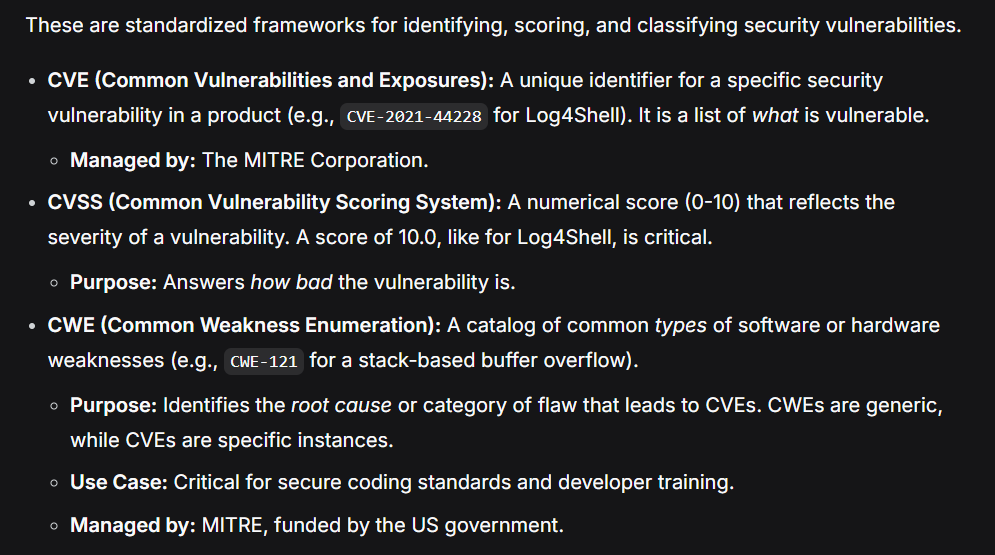 These are standardized frameworks for identifying, scoring, and classifying security vulnerabilities.
• CVE (Common Vulnerabilities and Exposures): A unique identifier for a specific security
vulnerability in a product (e.g., CVE-2021-44228 for Log4Shell). It is a list of what is vulnerable.
◦ Managed by: The MITRE Corporation.
• CVSS (Common Vulnerability Scoring System): A numerical score (0-10) that reflects the
severity of a vulnerability. A score of 10.0, like for Log4Shell, is critical.
◦ Purpose: Answers how bad the vulnerability is.
• CWE (Common Weakness Enumeration): A catalog of common types of software or hardware
weaknesses (e.g., CWE-121 for a stack-based buffer overflow).
◦ Purpose: Identifies the root cause or category of flaw that leads to CVEs. CWEs are generic,
while CVEs are specific instances.
◦ Use Case: Critical for secure coding standards and developer training.
◦ Managed by: MITRE, funded by the US government.